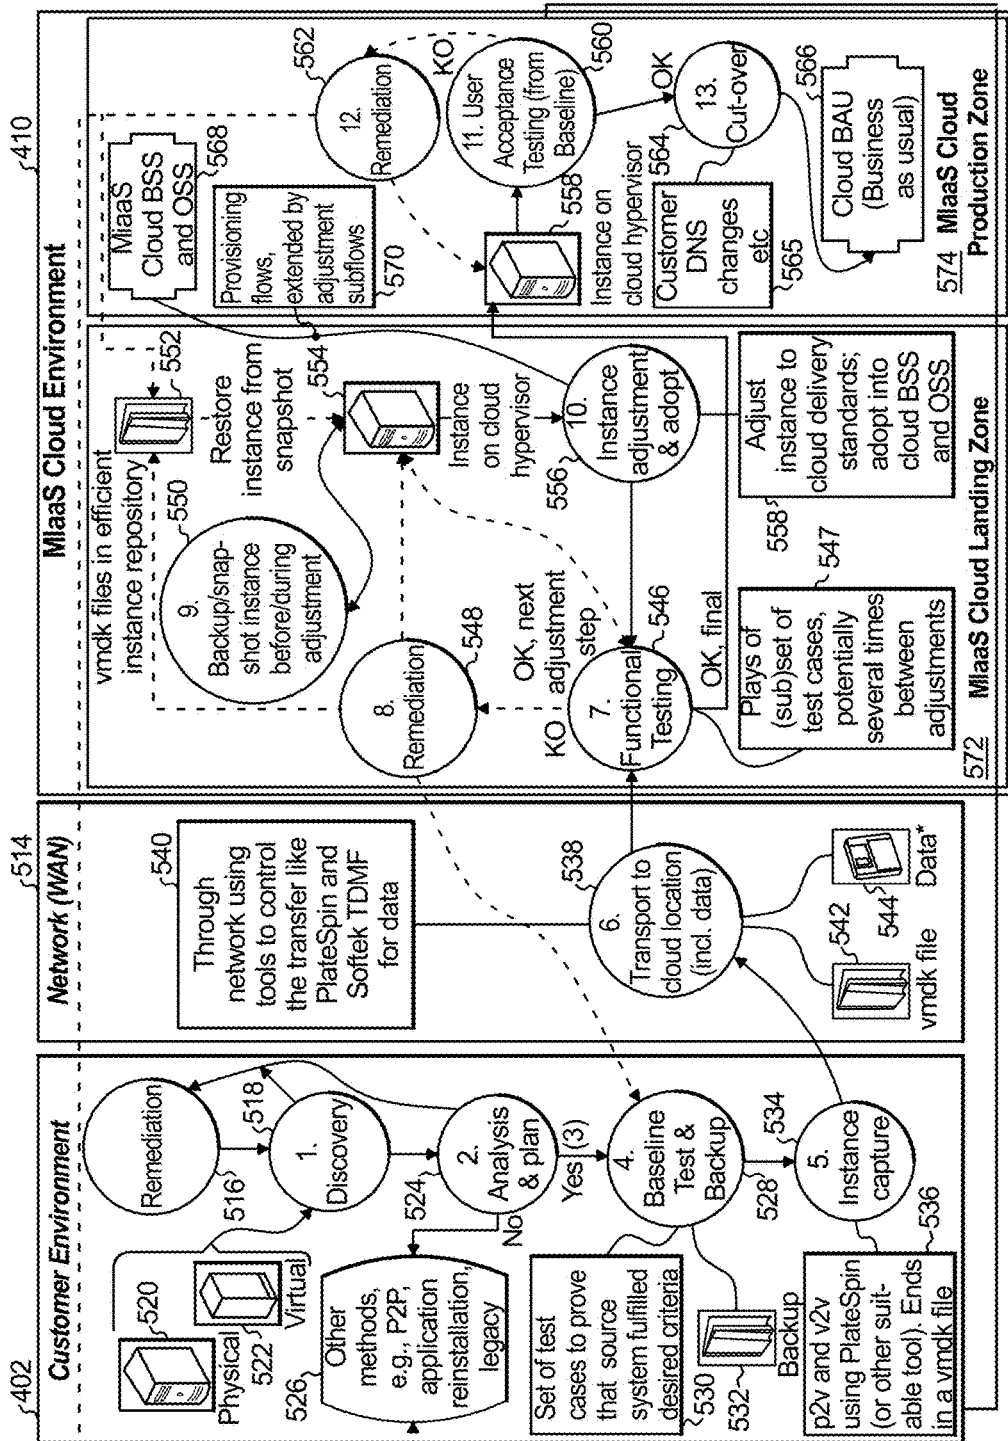 402
Customer Environment
Remediation
516
518
1.
Discovery
520
Physical
522
Virtual
524
2.
Analysis
& plan
No
Yes (3)
526
Other
methods,
e.g., P2P,
application
reinstallation,
legacy
4.
Baseline
Test &
Backup
528
Set of test
cases to prove
that source
system fulfilled
desired criteria
530
532
Backup
534
5.
Instance
capture
536
p2v and v2v
using PlateSpin
(or other suit-
able tool). Ends
in a vmdk file
514
Network (WAN)
540
Through
network using
tools to control
the transfer like
PlateSpin and
Softek TDMF
for data
538
6.
Transport to
cloud location
(incl. data)
542
vmdk file
544
Data*
410
MIaaS Cloud Environment
vmdk files in efficient
instance repository
552
550
9.
Backup/snap-
shot instance
before/during
adjustment
Restore
instance from
snapshot
554
Instance
on cloud
hypervisor
548
8.
Remediation
KO
OK, next
adjustment
step
546
7.
Functional
Testing
OK, final
556
10.
Instance
adjustment
& adopt
547
Plays of
(sub)set of
test cases,
potentially
several times
between
adjustments
558
Adjust
instance to
cloud delivery
standards;
adopt into
cloud BSS
and OSS
572
MIaaS Cloud Landing Zone
MIaaS
Cloud BSS
and OSS
568
Provisioning
flows,
extended by
adjustment
subflows
570
562
12.
Remediation
KO
11. User
Acceptance
Testing (from
Baseline)
560
558
Instance on
cloud hypervisor
OK
564
13.
Cut-over
Customer
DNS
changes
etc.
565
566
Cloud BAU
(Business
as usual)
574
MIaaS Cloud
Production Zone